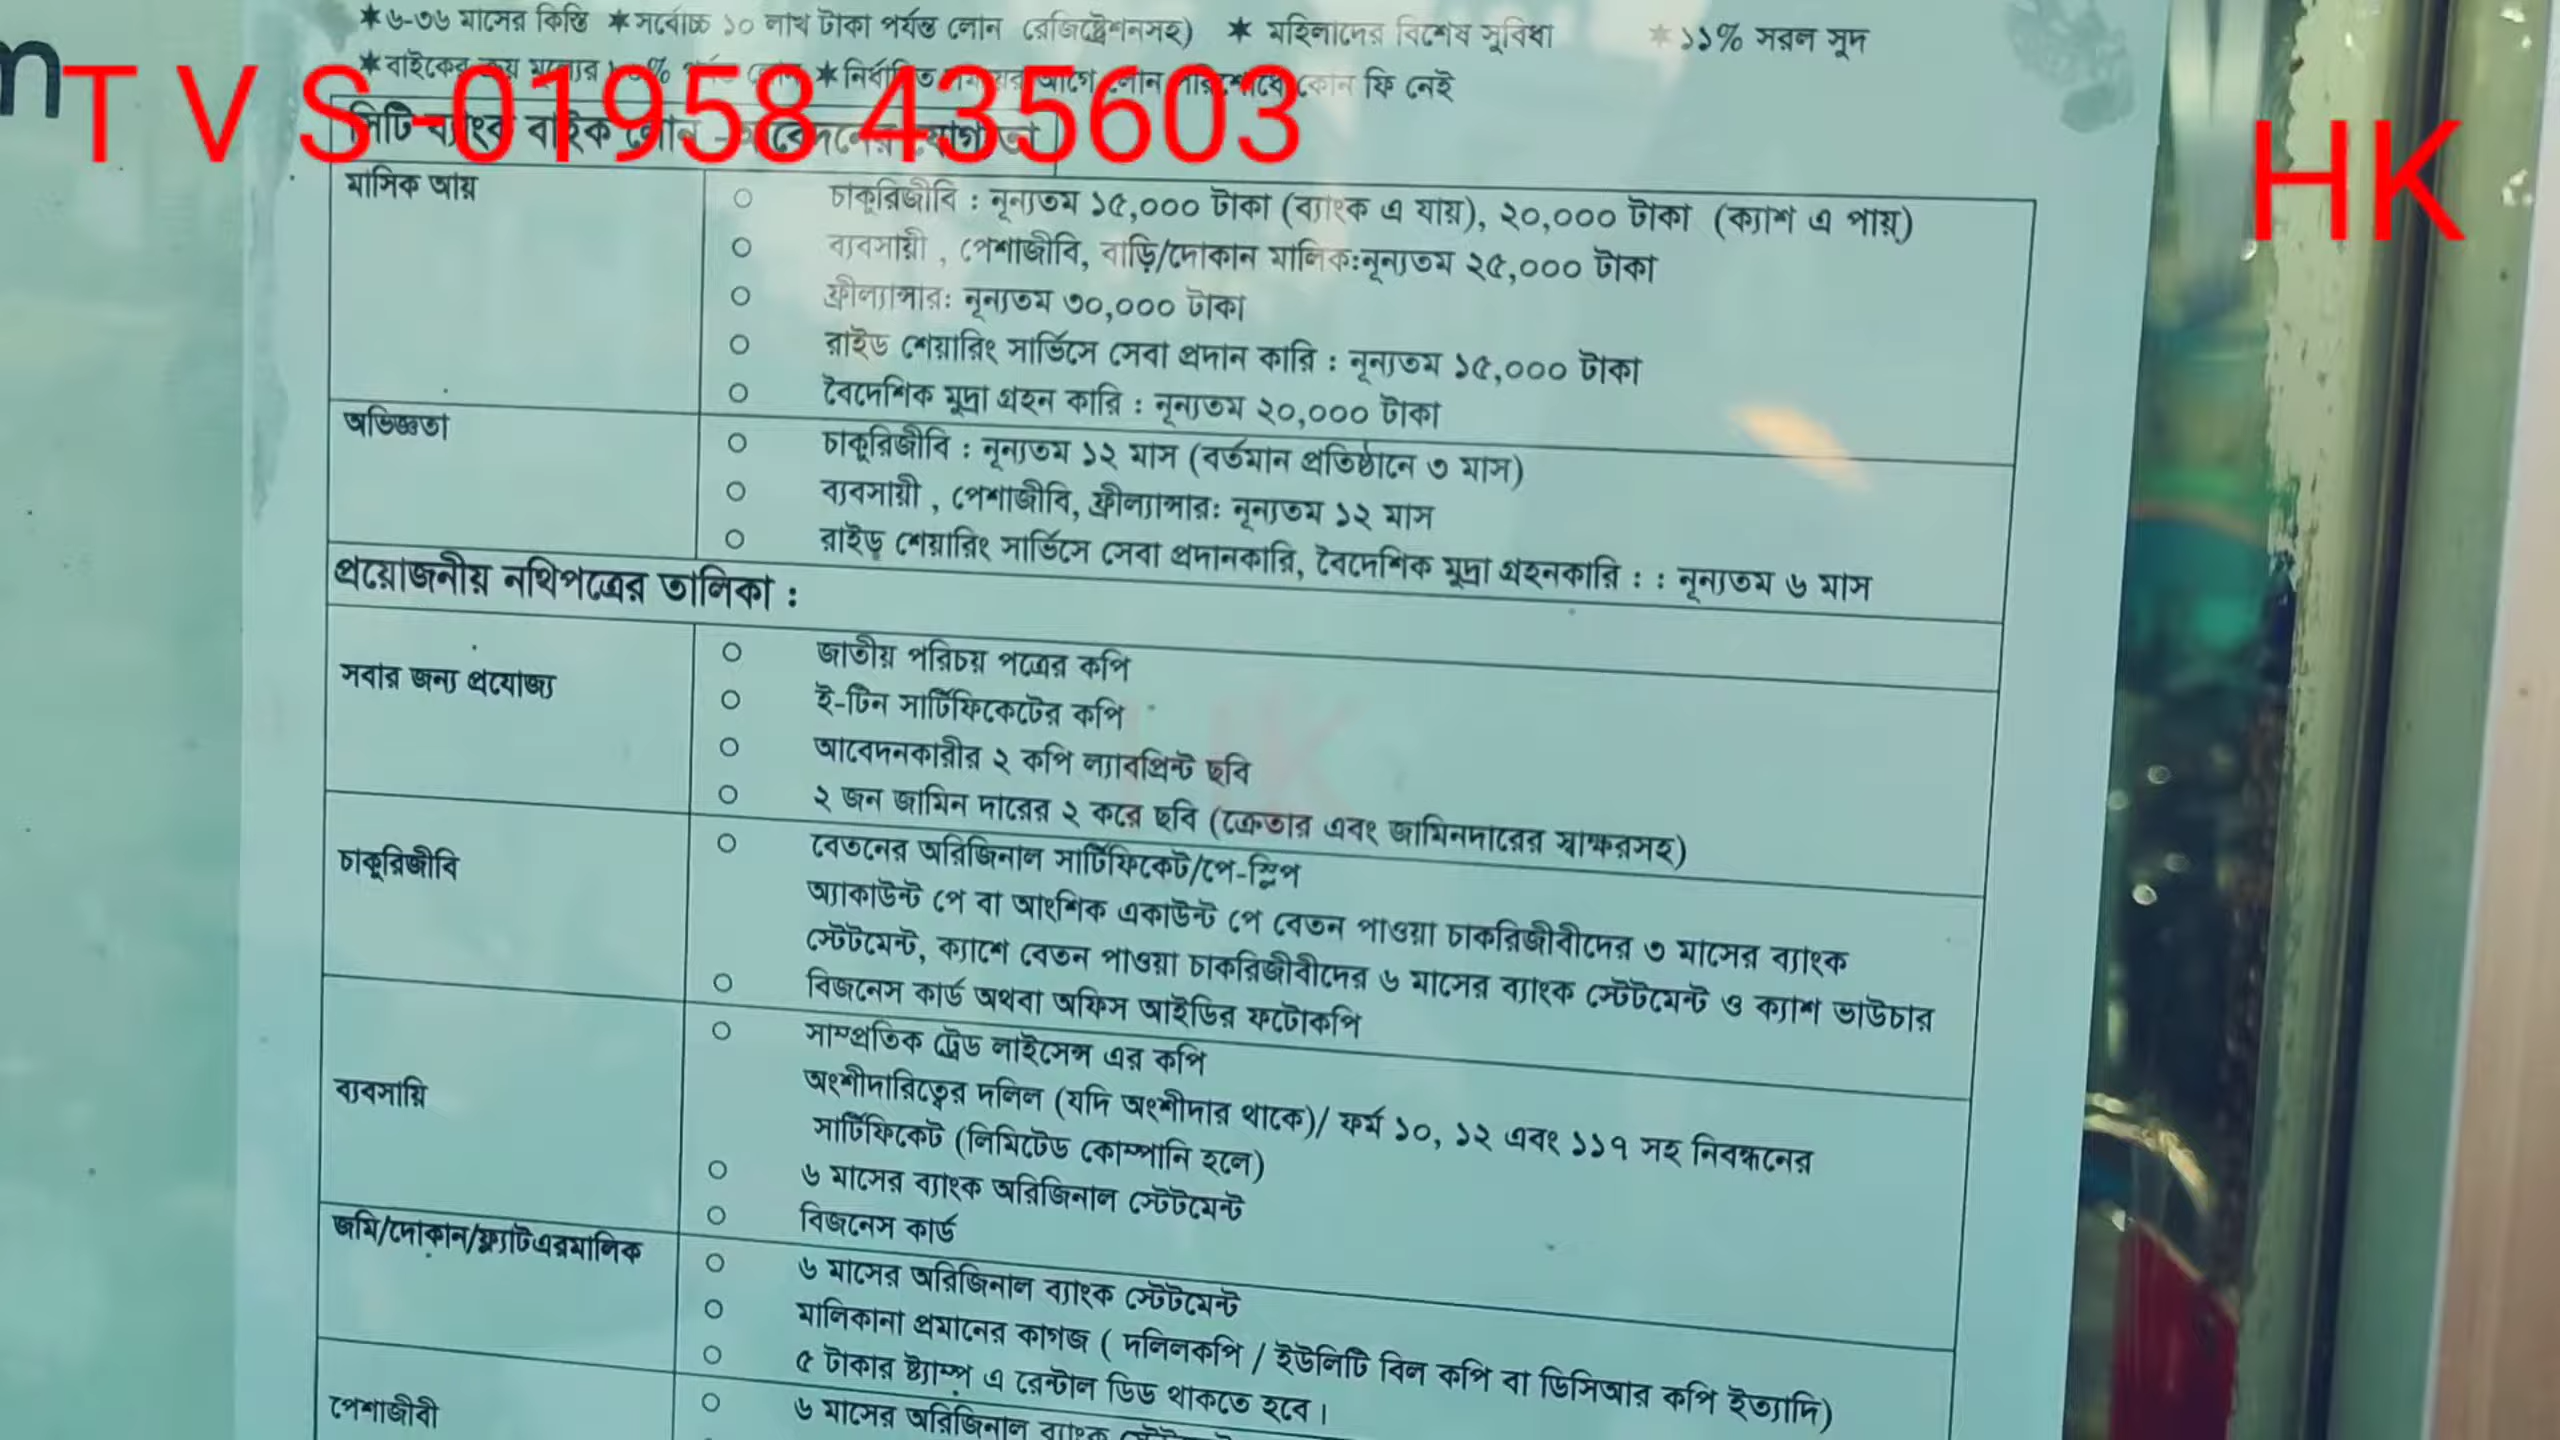 ✶৬-৩৬ মাসের কিস্তি ✶সর্বোচ্চ ১০ লাখ টাকা পর্যন্ত লোন রেজিষ্ট্রেশনসহ) ✶ মহিলাদের বিশেষ সুবিধা ✶১১% সরল সুদ
✶বাইকের ✶নির্ধারিত আগে লোন কোন ফি নেই
m
T V S -01958 435603
HK
সিটি ব্যাংক বাইক লোন - আবেদনের যোগ্যতা
মাসিক আয়
○ চাকুরিজীবি : নূন্যতম ১৫,০০০ টাকা (ব্যাংক এ যায়), ২০,০০০ টাকা (ক্যাশ এ পায়)
○ ব্যবসায়ী , পেশাজীবি, বাড়ি/দোকান মালিক:নূন্যতম ২৫,০০০ টাকা
○ ফ্রীল্যান্সার: নূন্যতম ৩০,০০০ টাকা
○ রাইড শেয়ারিং সার্ভিসে সেবা প্রদান কারি : নূন্যতম ১৫,০০০ টাকা
○ বৈদেশিক মুদ্রা গ্রহন কারি : নূন্যতম ২০,০০০ টাকা
অভিজ্ঞতা
○ চাকুরিজীবি : নূন্যতম ১২ মাস (বর্তমান প্রতিষ্ঠানে ৩ মাস)
○ ব্যবসায়ী , পেশাজীবি, ফ্রীল্যান্সার: নূন্যতম ১২ মাস
○ রাইড শেয়ারিং সার্ভিসে সেবা প্রদানকারি, বৈদেশিক মুদ্রা গ্রহনকারি : : নূন্যতম ৬ মাস
প্রয়োজনীয় নথিপত্রের তালিকা :
সবার জন্য প্রযোজ্য
○ জাতীয় পরিচয় পত্রের কপি
○ ই-টিন সার্টিফিকেটের কপি
○ আবেদনকারীর ২ কপি ল্যাবপ্রিন্ট ছবি
○ ২ জন জামিন দারের ২ করে ছবি (ক্রেতার এবং জামিনদারের স্বাক্ষরসহ)
চাকুরিজীবি
○ বেতনের অরিজিনাল সার্টিফিকেট/পে-স্লিপ
অ্যাকাউন্ট পে বা আংশিক একাউন্ট পে বেতন পাওয়া চাকরিজীবীদের ৩ মাসের ব্যাংক
স্টেটমেন্ট, ক্যাশে বেতন পাওয়া চাকরিজীবীদের ৬ মাসের ব্যাংক স্টেটমেন্ট ও ক্যাশ ভাউচার
○ বিজনেস কার্ড অথবা অফিস আইডির ফটোকপি
ব্যবসায়ি
○ সাম্প্রতিক ট্রেড লাইসেন্স এর কপি
অংশীদারিত্বের দলিল (যদি অংশীদার থাকে)/ ফর্ম ১০, ১২ এবং ১১৭ সহ নিবন্ধনের
সার্টিফিকেট (লিমিটেড কোম্পানি হলে)
○ ৬ মাসের ব্যাংক অরিজিনাল স্টেটমেন্ট
○ বিজনেস কার্ড
জমি/দোকান/ফ্ল্যাটএরমালিক
○ ৬ মাসের অরিজিনাল ব্যাংক স্টেটমেন্ট
○ মালিকানা প্রমানের কাগজ ( দলিলকপি / ইউলিটি বিল কপি বা ডিসিআর কপি ইত্যাদি)
○ ৫ টাকার ষ্ট্যাম্প এ রেন্টাল ডিড থাকতে হবে।
পেশাজীবী
○ ৬ মাসের অরিজিনাল ব্যাংক